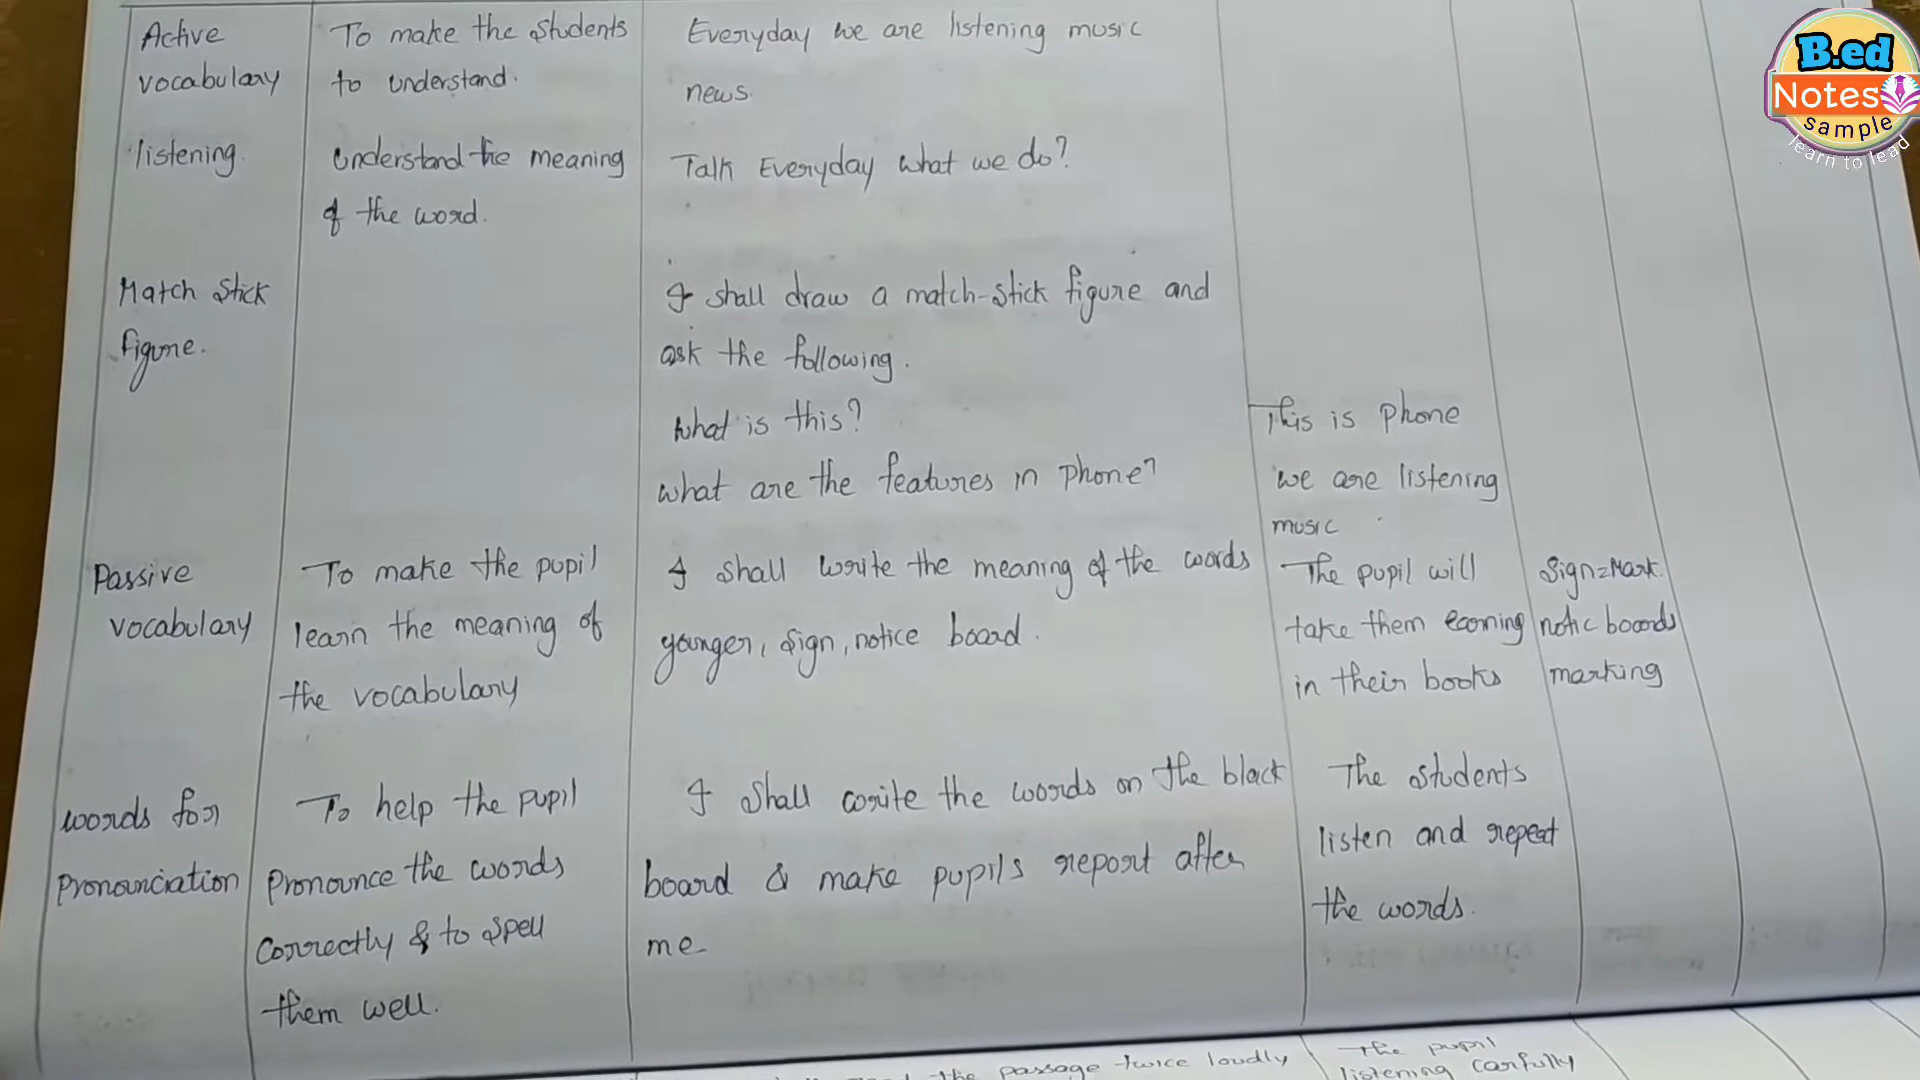 Active
vocabulary
listening.
To make the students
to understand.
understand the meaning
of the word.
Everyday we are listening music
news.
Talk Everyday what we do?
Match stick
figure.
I shall draw a match-stick figure and
ask the following.
what is this?
what are the features in phone?
This is phone
we are listening
music
Passive
vocabulary
To make the pupil
learn the meaning of
the vocabulary
I shall write the meaning of the words
younger, sign, notice board.
The pupil will
take them
in their books
Sign=Mark.
notic boards
marking
words for
Pronounciation
To help the pupil
Pronounce the words
Correctly & to spell
them well.
I shall write the words on the black
board & make pupils report after
me
The students
listen and repeat
the words.
the passage twice loudly
The pupil
listening carfully
B.ed
Notes
sample
learn to lead